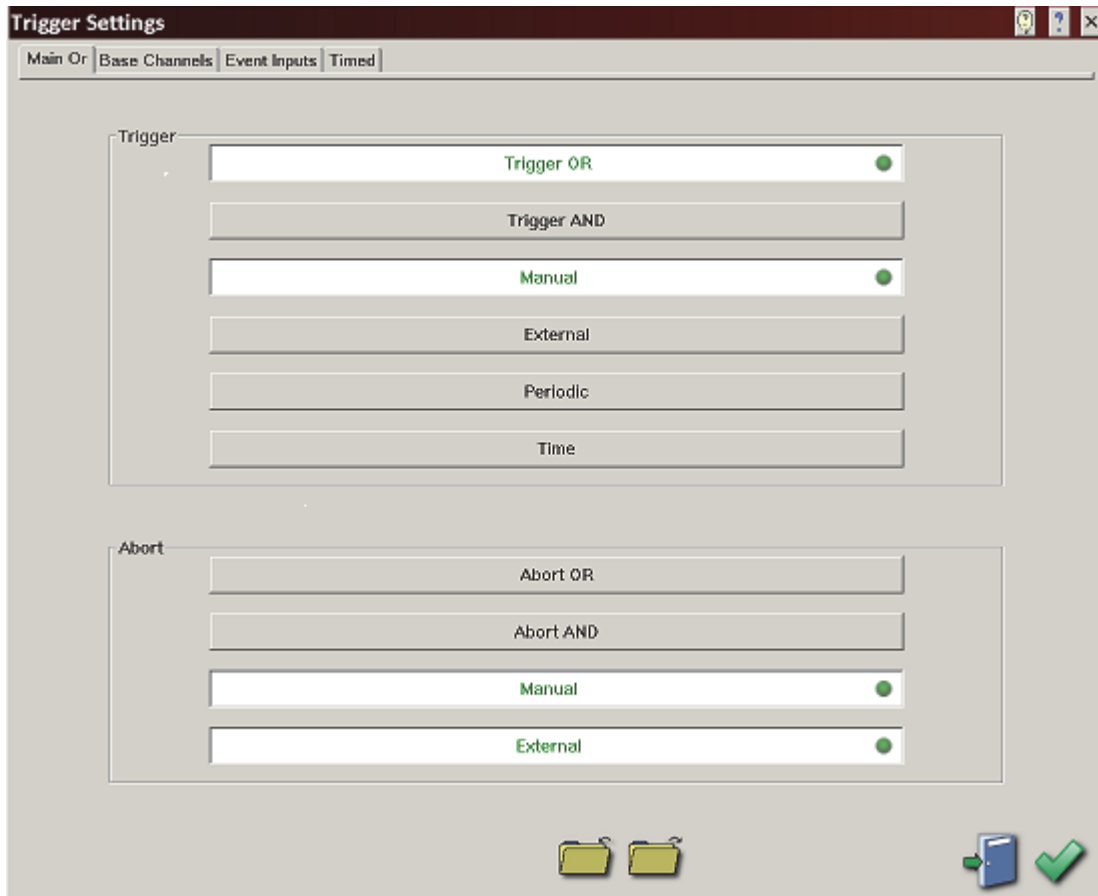 Trigger Settings
Main Or Base Channels Event Inputs Timed
Trigger
Trigger OR
Trigger AND
Manual
External
Periodic
Time
Abort
Abort OR
Abort AND
Manual
External